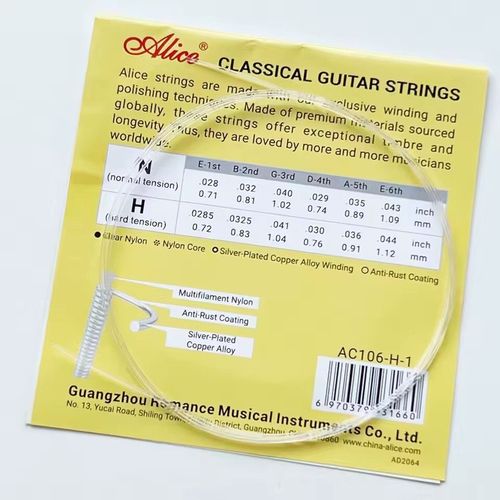 Alice®
CLASSICAL GUITAR STRINGS
Alice strings are made with our exclusive winding and
polishing techniques. Made of premium materials sourced
globally, these strings offer exceptional timbre and
longevity. Thus, they are loved by more and more musicians
worldwide.
N E-1st B-2nd G-3rd D-4th A-5th E-6th
(normal tension) .028 .032 .040 .029 .035 .043 inch
0.71 0.81 1.02 0.74 0.89 1.09 mm
H .0285 .0325 .041 .030 .036 .044 inch
(hard tension) 0.72 0.83 1.04 0.76 0.91 1.12 mm
Clear Nylon Nylon Core Silver-Plated Copper Alloy Winding Anti-Rust Coating
Multifilament Nylon
Anti-Rust Coating
Silver-Plated
Copper Alloy
AC106-H-1
Guangzhou Romance Musical Instruments Co., Ltd.
No. 13, Yucai Road, Shiling Town, District, Guangzhou, www.china-alice.com
AD2064